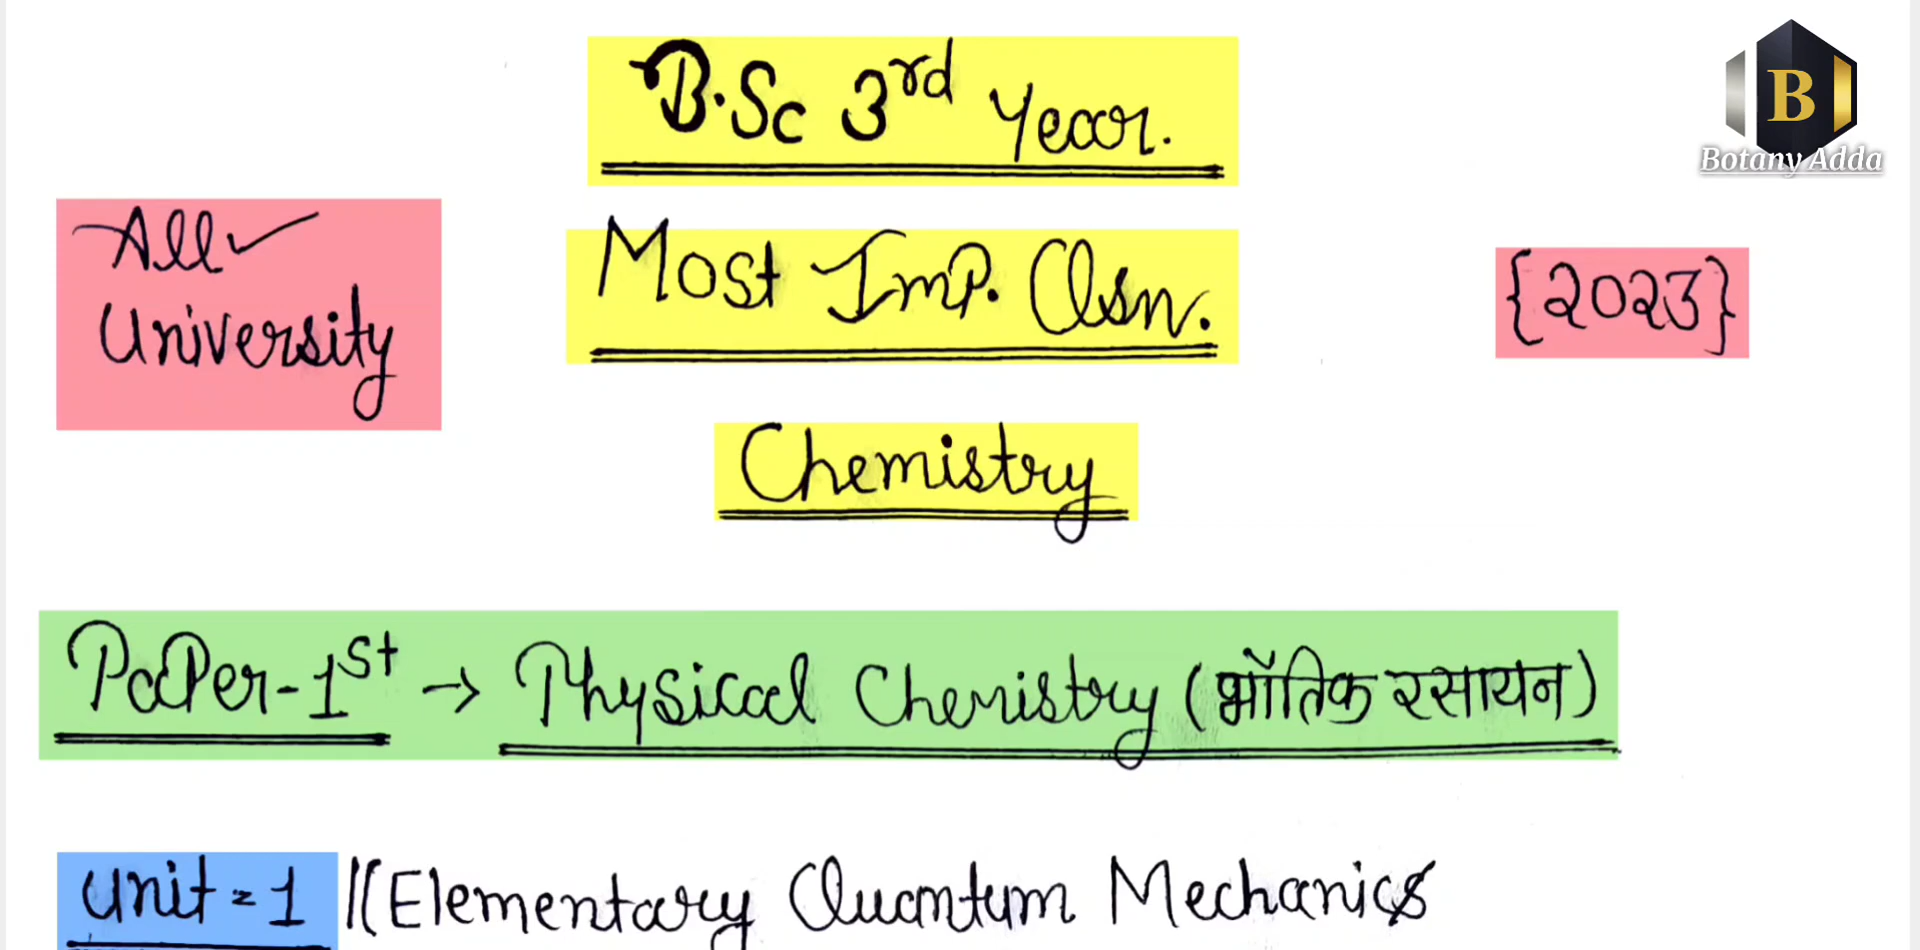 B.Sc 3rd Year.
B
Botany Adda
All
University
Most Imp. Qsn.
{2023}
Chemistry
Paper-1st → Physical Chemistry (भौतिक रसायन)
Unit = 1 || (Elementary Quantum Mechanics